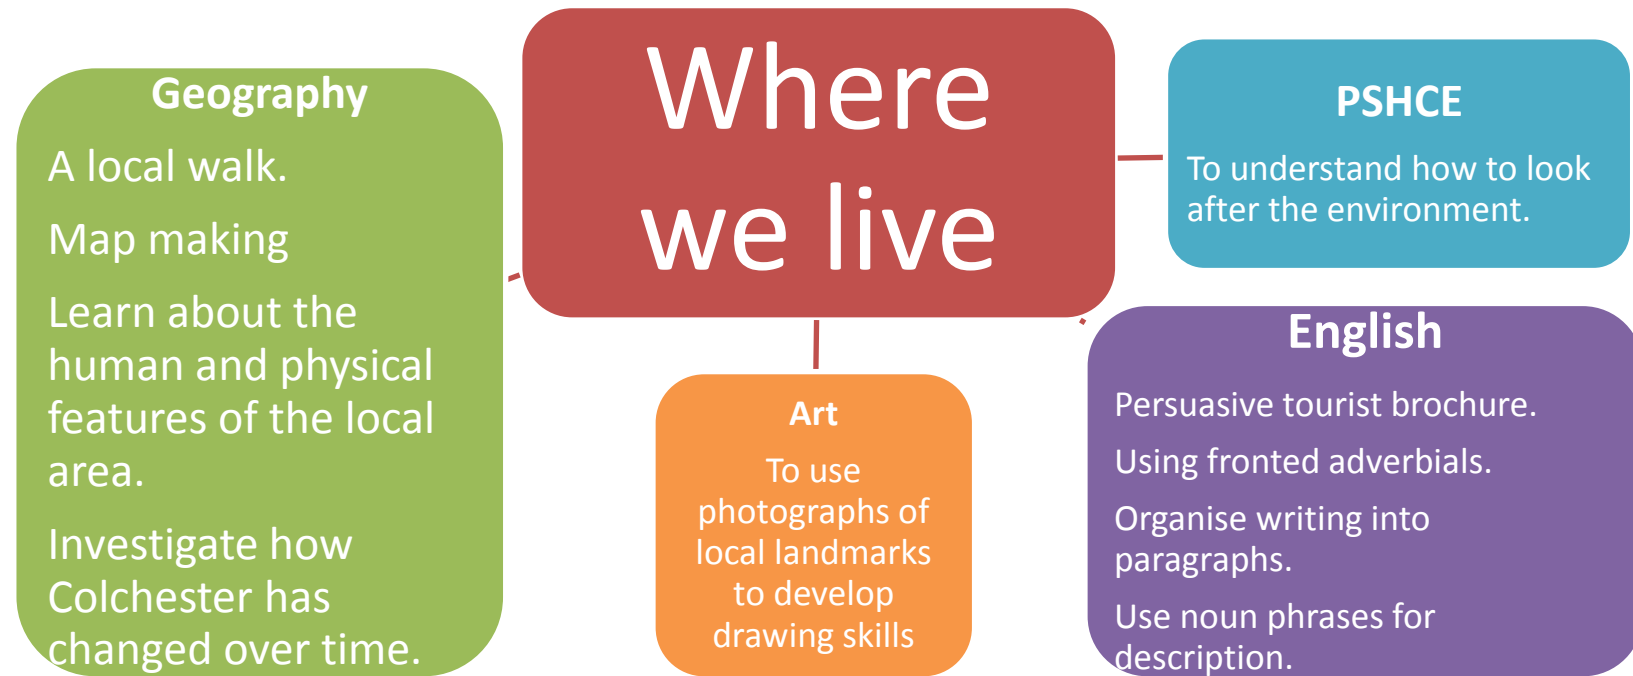 Where
we live
Geography
A local walk.
Map making
Learn about the
human and physical
features of the local
area.
Investigate how
Colchester has
changed over time.
Art
To use
photographs of
local landmarks
to develop
drawing skills
PSHCE
To understand how to look
after the environment.
English
Persuasive tourist brochure.
Using fronted adverbials.
Organise writing into
paragraphs.
Use noun phrases for
description.